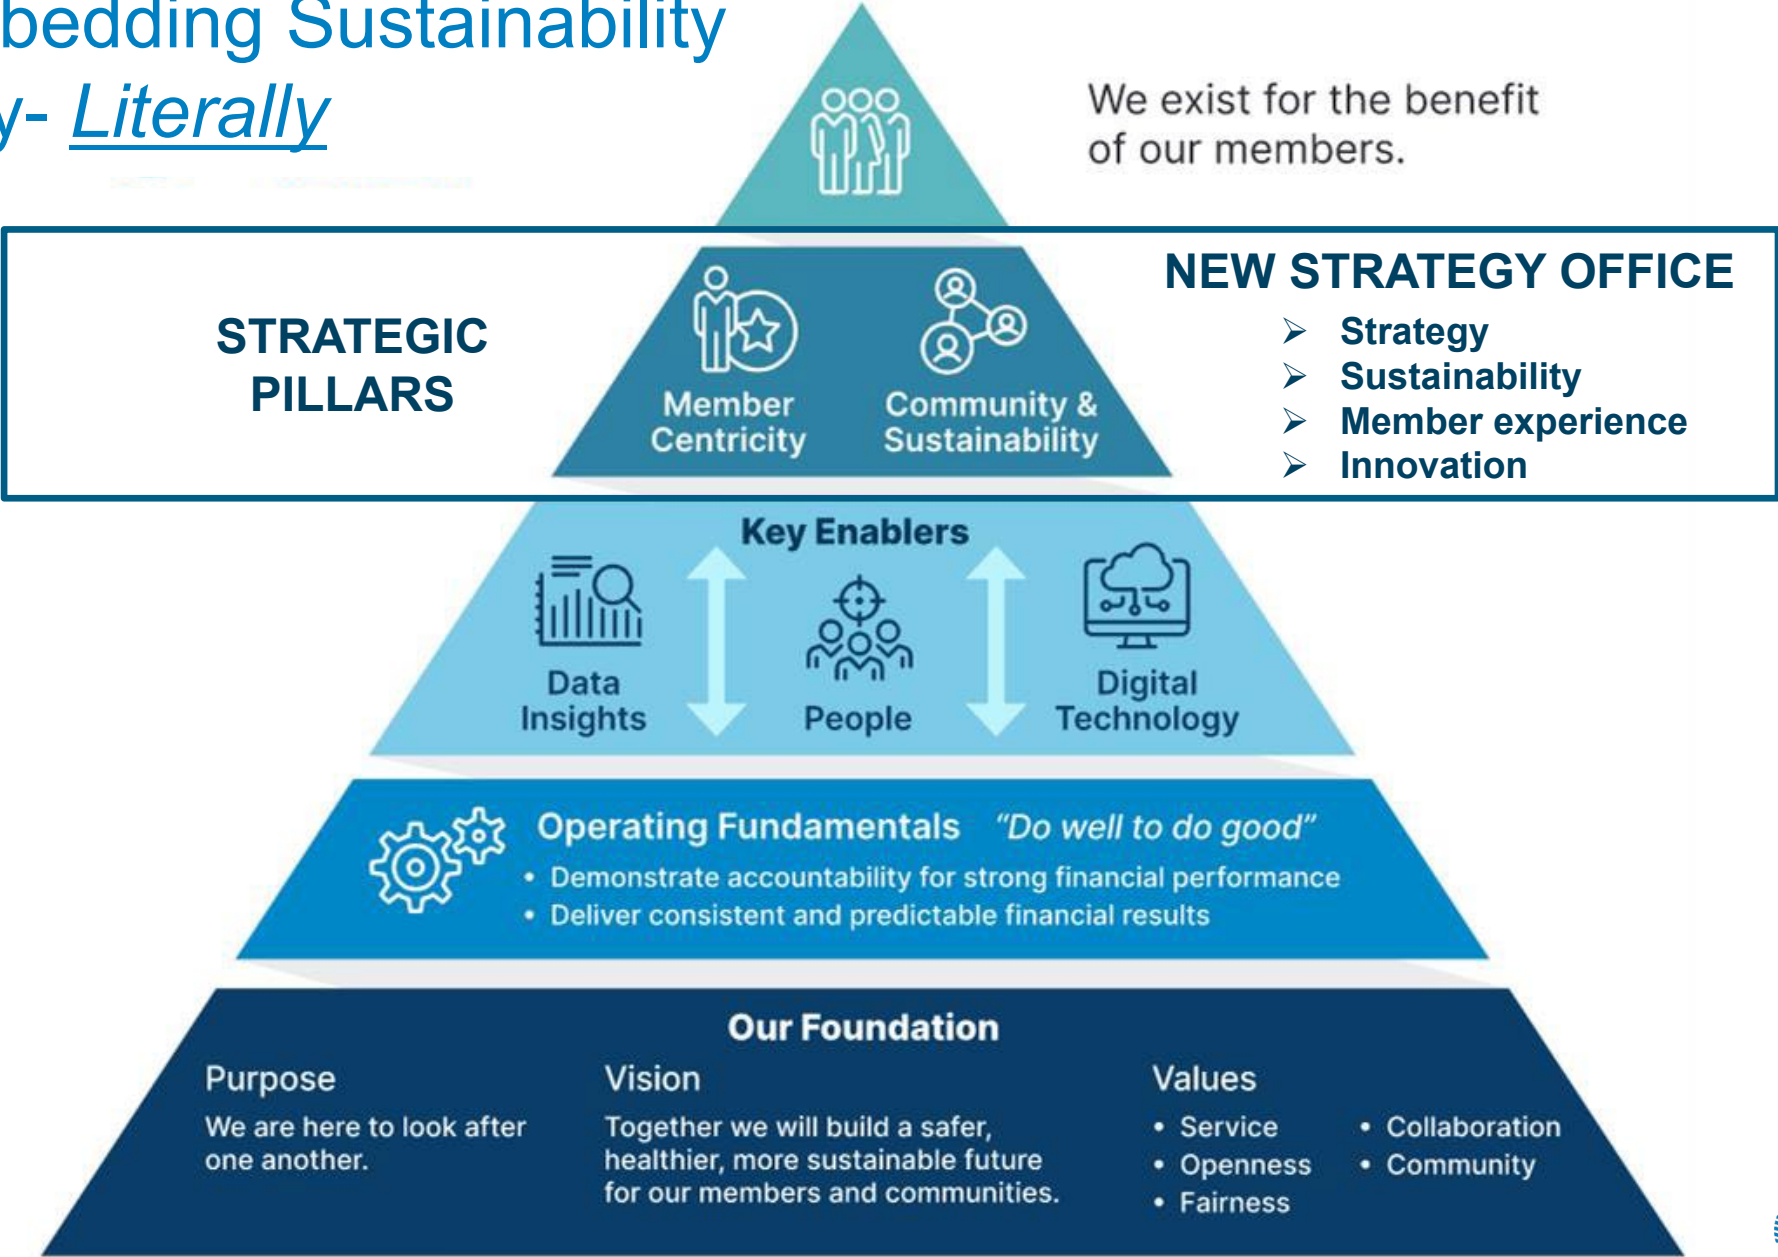 bedding Sustainability
y- Literally
We exist for the benefit
of our members.
STRATEGIC
PILLARS
Member
Centricity
Community &
Sustainability
NEW STRATEGY OFFICE
➢ Strategy
➢ Sustainability
➢ Member experience
➢ Innovation
Key Enablers
Data
Insights
People
Digital
Technology
Operating Fundamentals "Do well to do good"
• Demonstrate accountability for strong financial performance
• Deliver consistent and predictable financial results
Our Foundation
Purpose
We are here to look after
one another.
Vision
Together we will build a safer,
healthier, more sustainable future
for our members and communities.
Values
• Service
• Openness
• Fairness
• Collaboration
• Community